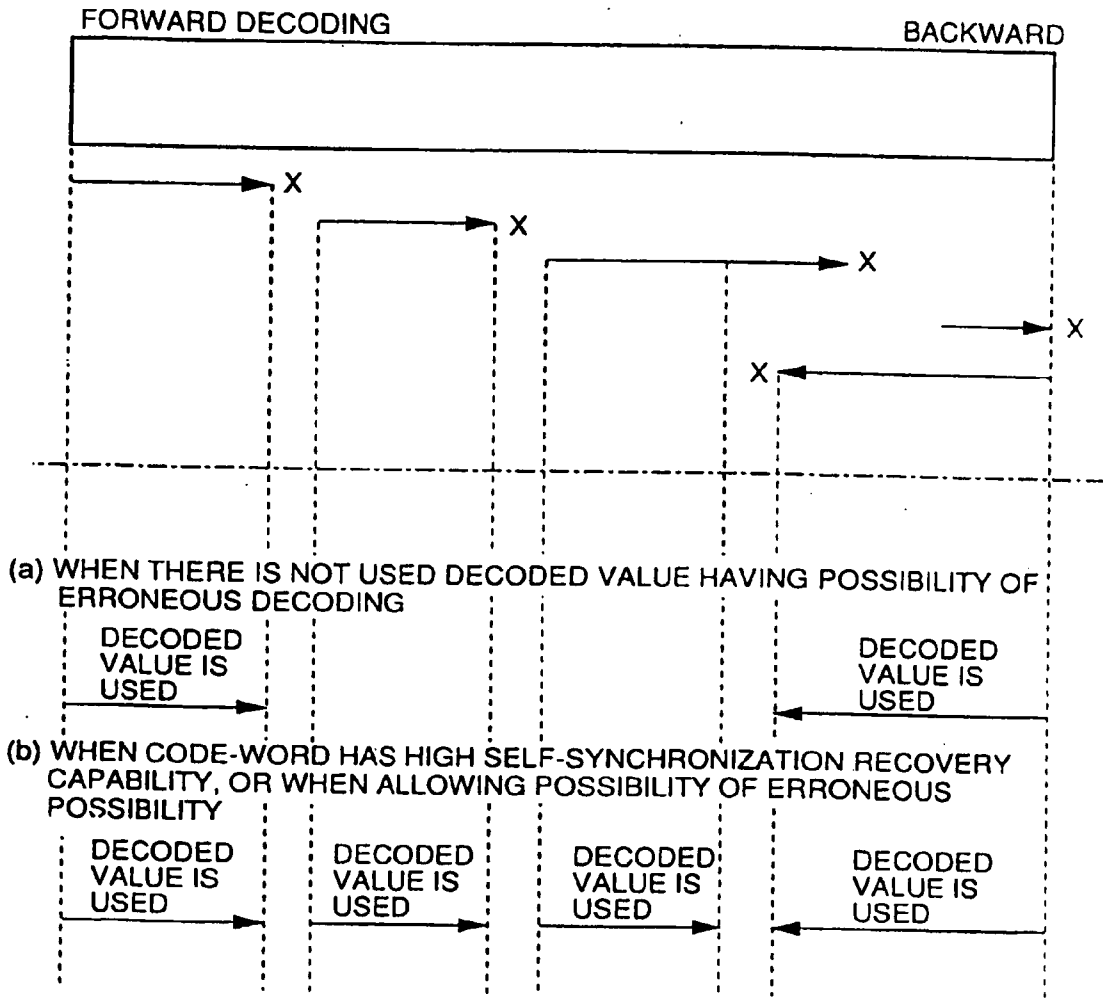 FORWARD DECODING
BACKWARD
X
X
X
X
X
(a) WHEN THERE IS NOT USED DECODED VALUE HAVING POSSIBILITY OF
ERRONEOUS DECODING
DECODED
VALUE IS
USED
DECODED
VALUE IS
USED
(b) WHEN CODE-WORD HAS HIGH SELF-SYNCHRONIZATION RECOVERY
CAPABILITY, OR WHEN ALLOWING POSSIBILITY OF ERRONEOUS
POSSIBILITY
DECODED
VALUE IS
USED
DECODED
VALUE IS
USED
DECODED
VALUE IS
USED
DECODED
VALUE IS
USED